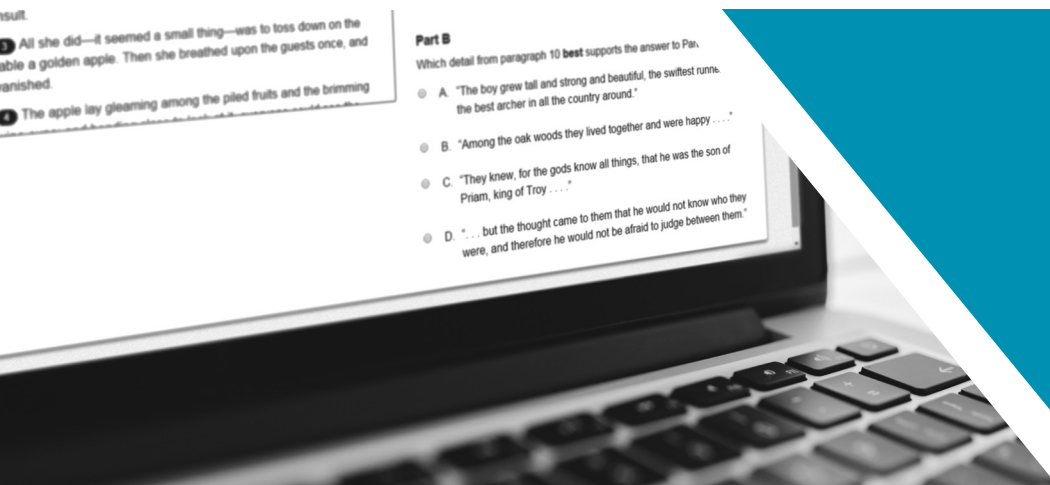 nsult.
3 All she did—it seemed a small thing—was to toss down on the
able a golden apple. Then she breathed upon the guests once, and
vanished.
4 The apple lay gleaming among the piled fruits and the brimming
Part B
Which detail from paragraph 10 best supports the answer to Par
A. "The boy grew tall and strong and beautiful, the swiftest runne
the best archer in all the country around."
B. "Among the oak woods they lived together and were happy . . . ."
C. "They knew, for the gods know all things, that he was the son of
Priam, king of Troy . . . ."
D. ". . . but the thought came to them that he would not know who they
were, and therefore he would not be afraid to judge between them."